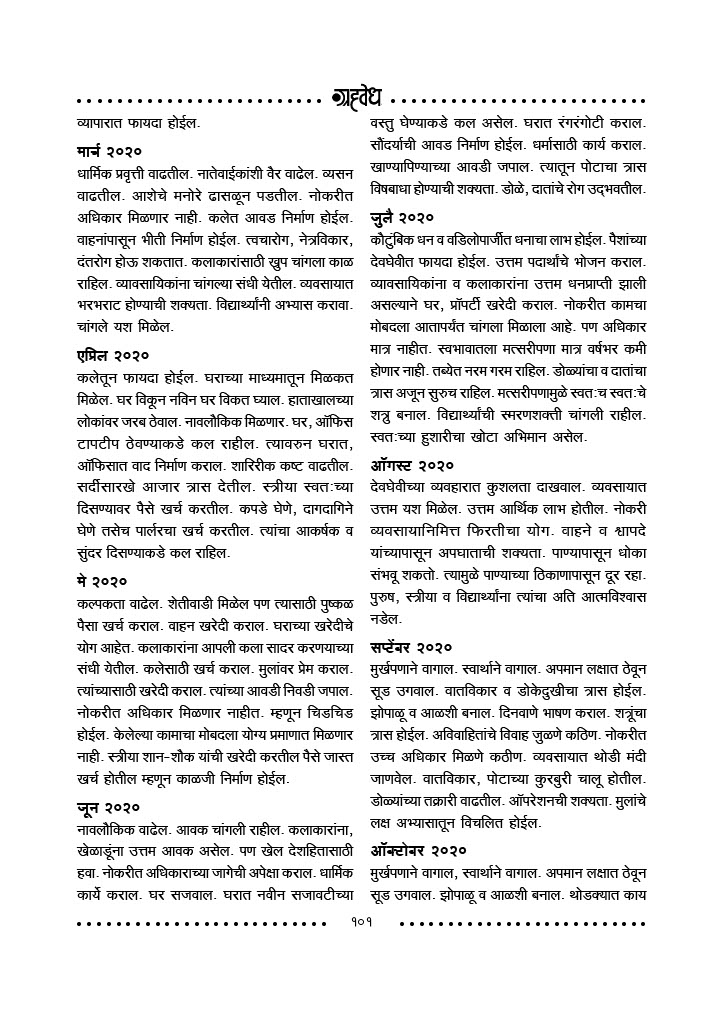 ग्रहवेध
व्यापारात फायदा होईल.
मार्च २०२०
धार्मिक प्रवृत्ती वाढतील. नातेवाईकांशी वैर वाढेल. व्यसन
वाढतील. आशेचे मनोरे ढासळून पडतील. नोकरीत
अधिकार मिळणार नाही. कलेत आवड निर्माण होईल.
वाहनांपासून भीती निर्माण होईल. त्वचारोग, नेत्रविकार,
दंतरोग होऊ शकतात. कलाकारांसाठी खुप चांगला काळ
राहिल. व्यावसायिकांना चांगल्या संधी येतील. व्यवसायात
भरभराट होण्याची शक्यता. विद्यार्थ्यांनी अभ्यास करावा.
चांगले यश मिळेल.
एप्रिल २०२०
कलेतून फायदा होईल. घराच्या माध्यमातून मिळकत
मिळेल. घर विकून नविन घर विकत घ्याल. हाताखालच्या
लोकांवर जरब ठेवाल. नावलौकिक मिळणार. घर, ऑफिस
टापटीप ठेवण्याकडे कल राहील. त्यावरुन घरात,
ऑफिसात वाद निर्माण कराल. शारिरीक कष्ट वाढतील.
सर्दीसारखे आजार त्रास देतील. स्त्रीया स्वत:च्या
दिसण्यावर पैसे खर्च करतील. कपडे घेणे, दागदागिने
घेणे तसेच पार्लरचा खर्च करतील. त्यांचा आकर्षक व
सुंदर दिसण्याकडे कल राहिल.
मे २०२०
कल्पकता वाढेल. शेतीवाडी मिळेल पण त्यासाठी पुष्कळ
पैसा खर्च कराल. वाहन खरेदी कराल. घराच्या खरेदीचे
योग आहेत. कलाकारांना आपली कला सादर करणयाच्या
संधी येतील. कलेसाठी खर्च कराल. मुलांवर प्रेम कराल.
त्यांच्यासाठी खरेदी कराल. त्यांच्या आवडी निवडी जपाल.
नोकरीत अधिकार मिळणार नाहीत. म्हणून चिडचिड
होईल. केलेल्या कामाचा मोबदला योग्य प्रमाणात मिळणार
नाही. स्त्रीया शान-शौक यांची खरेदी करतील पैसे जास्त
खर्च होतील म्हणून काळजी निर्माण होईल.
जून २०२०
नावलौकिक वाढेल. आवक चांगली राहील. कलाकारांना,
खेळाडूंना उत्तम आवक असेल. पण खेल देशहितासाठी
हवा. नोकरीत अधिकाराच्या जागेची अपेक्षा कराल. धार्मिक
कार्ये कराल. घर सजवाल. घरात नवीन सजावटीच्या
वस्तु घेण्याकडे कल असेल. घरात रंगरंगोटी कराल.
सौंदर्याची आवड निर्माण होईल. धर्मासाठी कार्य कराल.
खाण्यापिण्याच्या आवडी जपाल. त्यातून पोटाचा त्रास
विषबाधा होण्याची शक्यता. डोळे, दातांचे रोग उद्‌भवतील.
जुलै २०२०
कौटुंबिक धन व वडिलोपार्जीत धनाचा लाभ होईल. पैशांच्या
देवघेवीत फायदा होईल. उत्तम पदार्थांचे भोजन कराल.
व्यावसायिकांना व कलाकारांना उत्तम धनप्राप्ती झाली
असल्याने घर, प्रॉपर्टी खरेदी कराल. नोकरीत कामचा
मोबदला आतापर्यंत चांगला मिळाला आहे. पण अधिकार
मात्र नाहीत. स्वभावातला मत्सरीपणा मात्र वर्षभर कमी
होणार नाही. तब्येत नरम गरम राहिल. डोळ्यांचा व दातांचा
त्रास अजून सुरुच राहिल. मत्सरीपणामुळे स्वत:च स्वत:चे
शत्रु बनाल. विद्यार्थ्यांची स्मरणशक्ती चांगली राहील.
स्वत:च्या हुशारीचा खोटा अभिमान असेल.
ऑगस्ट २०२०
देवघेवीच्या व्यवहारात कुशलता दाखवाल. व्यवसायात
उत्तम यश मिळेल. उत्तम आर्थिक लाभ होतील. नोकरी
व्यवसायानिमित्त फिरतीचा योग. वाहने व श्वापदे
यांच्यापासून अपघाताची शक्यता. पाण्यापासून धोका
संभवू शकतो. त्यामुळे पाण्याच्या ठिकाणापासून दूर रहा.
पुरुष, स्त्रीया व विद्यार्थ्यांना त्यांचा अति आत्मविश्वास
नडेल.
सप्टेंबर २०२०
मुर्खपणाने वागाल. स्वार्थाने वागाल. अपमान लक्षात ठेवून
सूड उगवाल. वातविकार व डोकेदुखीचा त्रास होईल.
झोपाळू व आळशी बनाल. दिनवाणे भाषण कराल. शत्रूंचा
त्रास होईल. अविवाहितांचे विवाह जुळणे कठिण. नोकरीत
उच्च अधिकार मिळणे कठीण. व्यवसायात थोडी मंदी
जाणवेल. वातविकार, पोटाच्या कुरबुरी चालू होतील.
डोळ्यांच्या तक्रारी वाढतील. ऑपरेशनची शक्यता. मुलांचे
लक्ष अभ्यासातून विचलित होईल.
ऑक्टोबर २०२०
मुर्खपणाने वागाल, स्वार्थाने वागाल. अपमान लक्षात ठेवून
सूड उगवाल. झोपाळू व आळशी बनाल. थोडक्यात काय
१०१